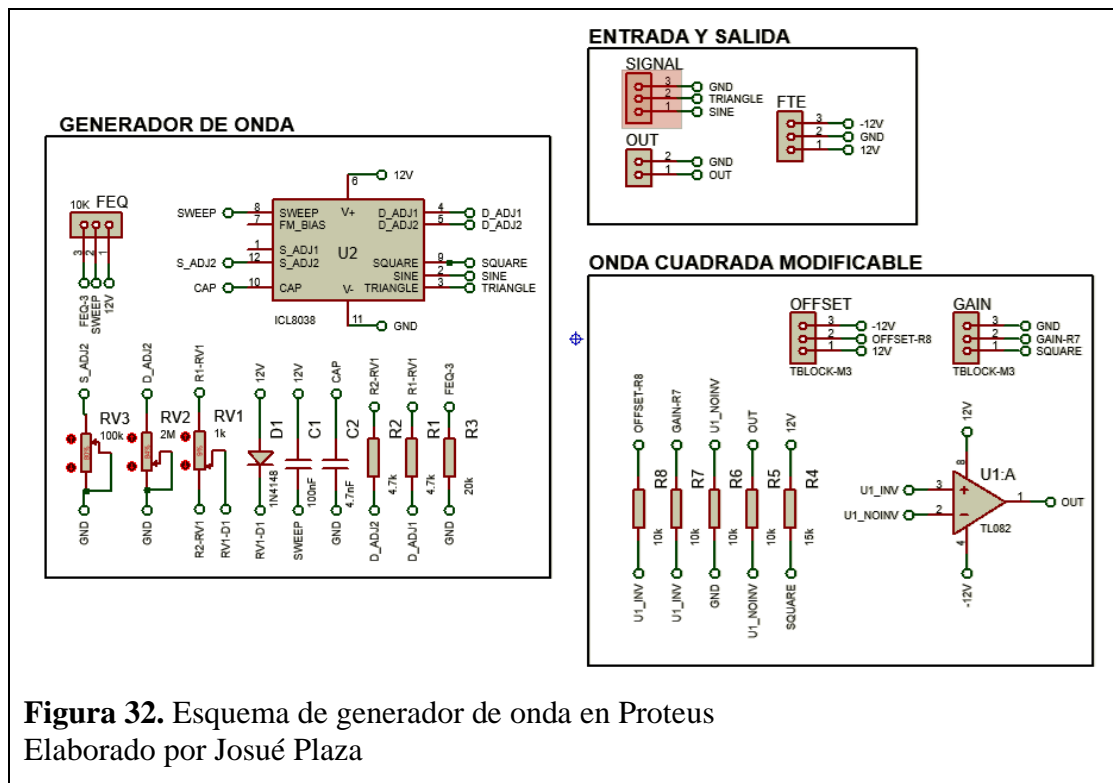 ENTRADA Y SALIDA
SIGNAL
3 GND
2 TRIANGLE
1 SINE
FTE
3 -12V
2 GND
1 12V
OUT
2 GND
1 OUT
GENERADOR DE ONDA
10K FEQ
3 2 1
FEQ-3
SWEEP
12V
12V
6
SWEEP 8 SWEEP V+ D_ADJ1 4 D_ADJ1
7 FM_BIAS D_ADJ2 5 D_ADJ2
1 S_ADJ1 U2
S_ADJ2 12 S_ADJ2 SQUARE 9 SQUARE
SINE 2 SINE
CAP 10 CAP V- TRIANGLE 3 TRIANGLE
ICL8038
11 GND
S_ADJ2
RV3
100k
80%
GND
D_ADJ2
RV2
2M
84%
GND
R1-RV1
RV1
1k
9%
R2-RV1
RV1-D1
12V
D1
1N4148
RV1-D1
12V
C1
100nF
SWEEP
CAP
C2
4.7nF
GND
R2-RV1
R2
4.7k
D_ADJ2
R1-RV1
R1
4.7k
D_ADJ1
FEQ-3
R3
20k
GND
ONDA CUADRADA MODIFICABLE
OFFSET
3 -12V
2 OFFSET-R8
1 12V
TBLOCK-M3
GAIN
3 GND
2 GAIN-R7
1 SQUARE
TBLOCK-M3
OFFSET-R8
R8
10k
U1_INV
GAIN-R7
R7
10k
U1_INV
U1_NOINV
R6
10k
GND
OUT
R5
10k
U1_NOINV
12V
R4
15k
SQUARE
12V
8
U1:A
U1_INV 3 +
1 OUT
U1_NOINV 2 −
TL082
4
-12V
Figura 32. Esquema de generador de onda en Proteus
Elaborado por Josué Plaza